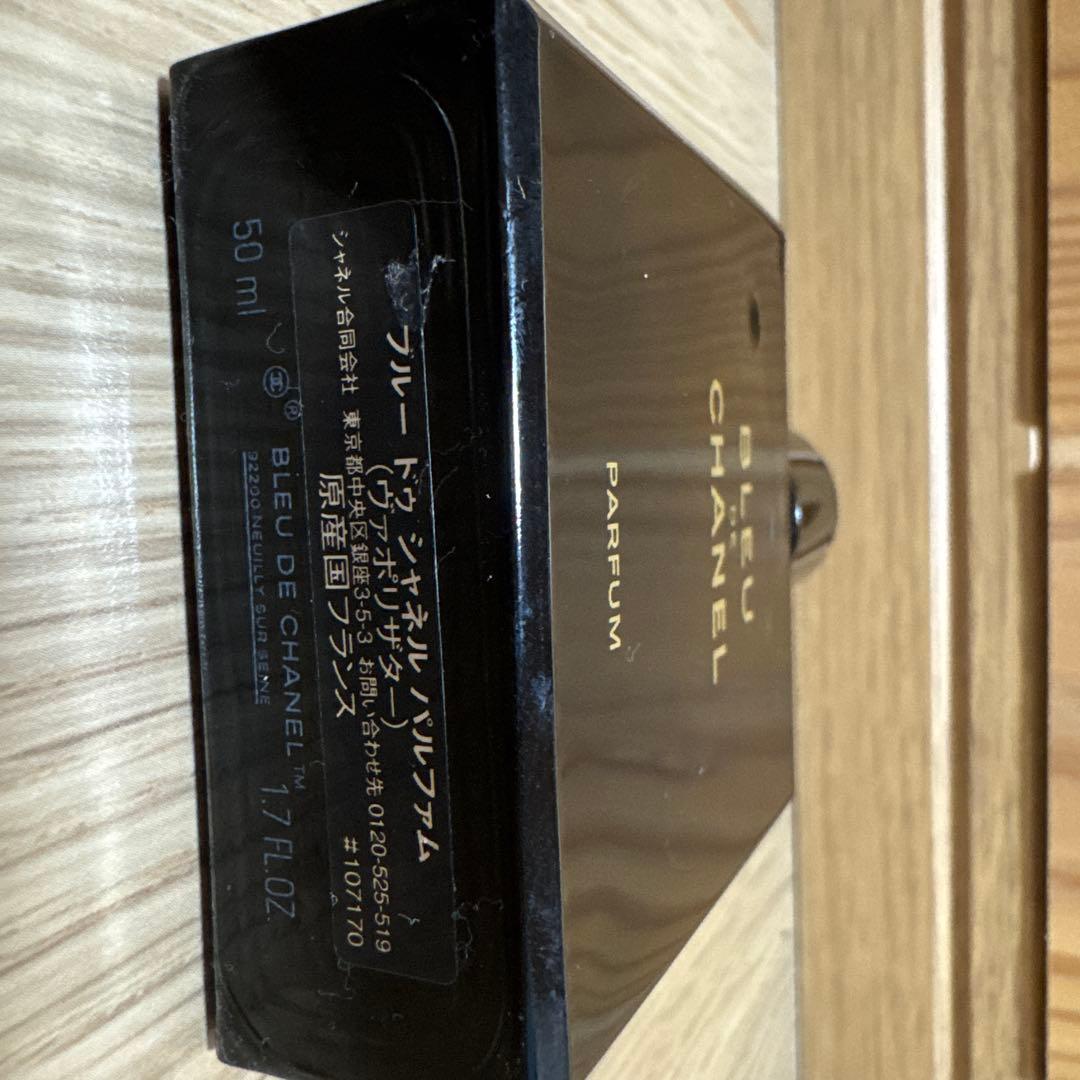 BLEU
DE
CHANEL
PARFUM
ブルー ドゥ シャネル パルファム
(ヴァポリザター)
シャネル合同会社 東京都中央区銀座3-5-3 お問い合わせ先 0120-525-519
原産国フランス
#107170
50 ml ® BLEU DE CHANEL™ 1.7 FL.OZ.
92200 NEUILLY SUR SEINE